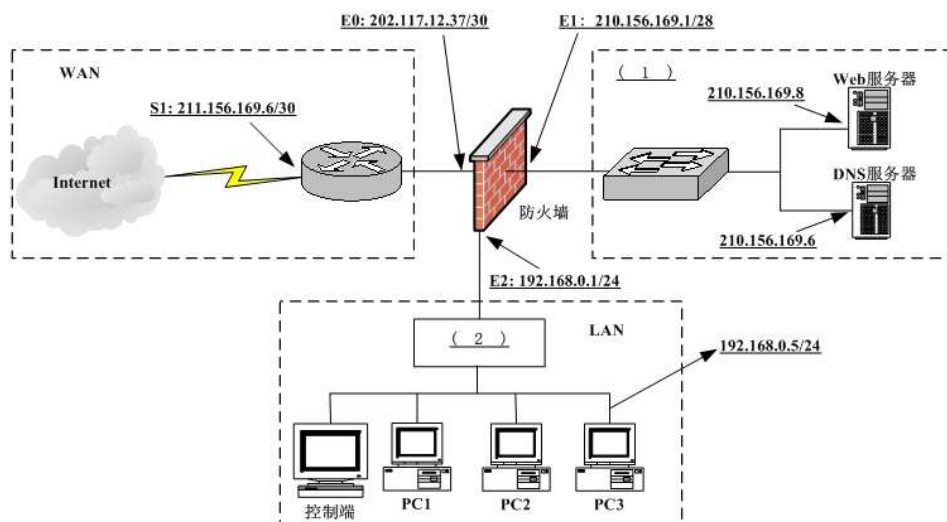 E0: 202.117.12.37/30
E1: 210.156.169.1/28
WAN
S1: 211.156.169.6/30
Internet
防火墙
( 1 )
Web服务器
210.156.169.8
DNS服务器
210.156.169.6
E2: 192.168.0.1/24
( 2 )
LAN
192.168.0.5/24
控制端
PC1
PC2
PC3